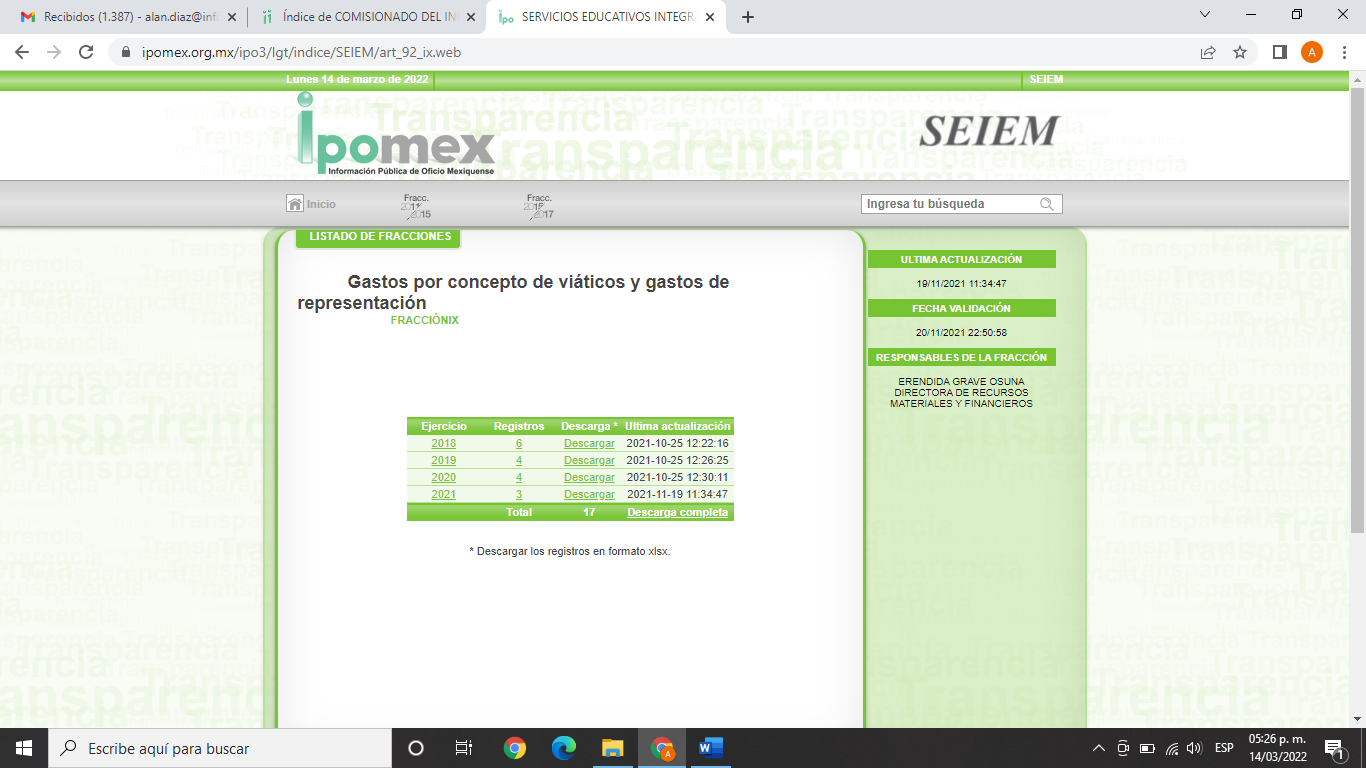 Recibidos (1.387) - alan.diaz@inf
Índice de COMISIONADO DEL IN
SERVICIOS EDUCATIVOS INTEGRA
ipomex.org.mx/ipo3/lgt/indice/SEIEM/art_92_ix.web
A
Lunes 14 de marzo de 2022
SEIEM
ipomex
Información Pública de Oficio Mexiquense
Transparencia
SEIEM
Inicio
Fracc.
2015
Fracc.
2017
Ingresa tu búsqueda
LISTADO DE FRACCIONES
Gastos por concepto de viáticos y gastos de
representación
FRACCIÓNIX
Ejercicio Registros Descarga * Ultima actualización
2018 6 Descargar 2021-10-25 12:22:16
2019 4 Descargar 2021-10-25 12:26:25
2020 4 Descargar 2021-10-25 12:30:11
2021 3 Descargar 2021-11-19 11:34:47
Total 17 Descarga completa
* Descargar los registros en formato xlsx.
ULTIMA ACTUALIZACIÓN
19/11/2021 11:34:47
FECHA VALIDACIÓN
20/11/2021 22:50:58
RESPONSABLES DE LA FRACCIÓN
ERENDIDA GRAVE OSUNA
DIRECTORA DE RECURSOS
MATERIALES Y FINANCIEROS
Escribe aquí para buscar
ESP
05:26 p. m.
14/03/2022
1